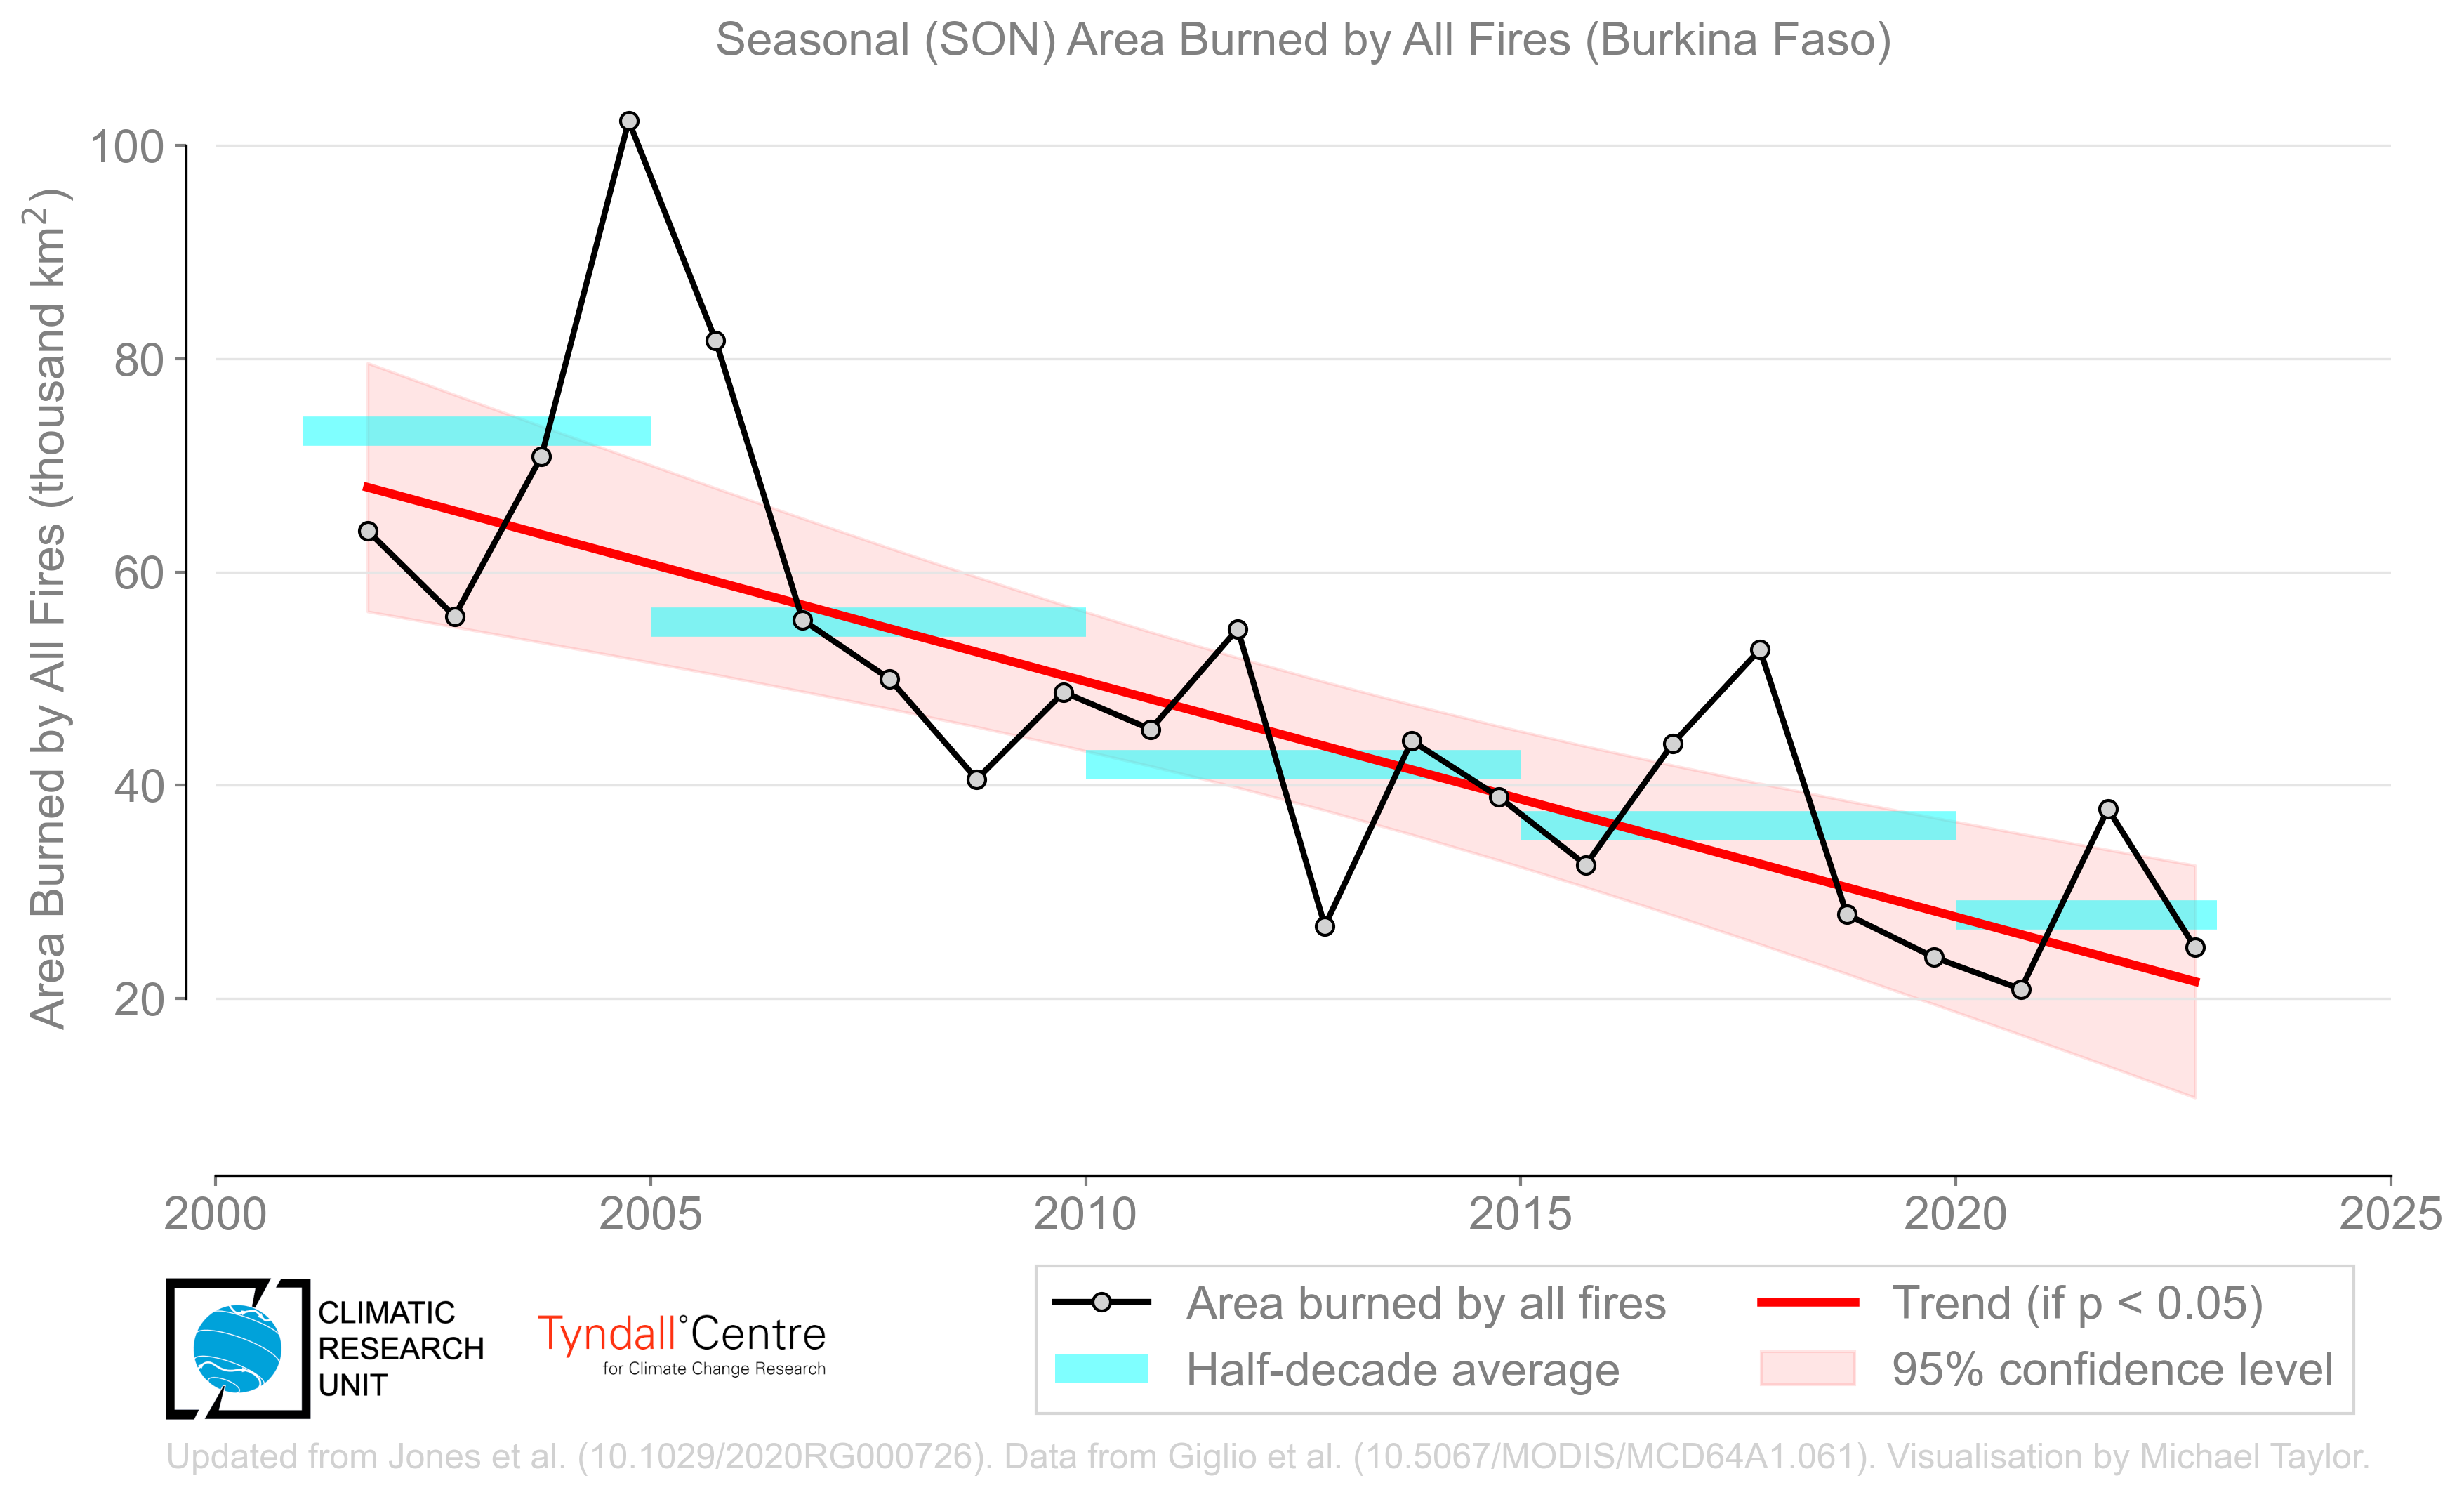 Seasonal (SON) Area Burned by All Fires (Burkina Faso)
Area Burned by All Fires (thousand km²)
100
80
60
40
20
2000 2005 2010 2015 2020 2025
CLIMATIC
RESEARCH
UNIT
Tyndall°Centre
for Climate Change Research
Area burned by all fires
Half-decade average
Trend (if p < 0.05)
95% confidence level
Updated from Jones et al. (10.1029/2020RG000726). Data from Giglio et al. (10.5067/MODIS/MCD64A1.061). Visualisation by Michael Taylor.